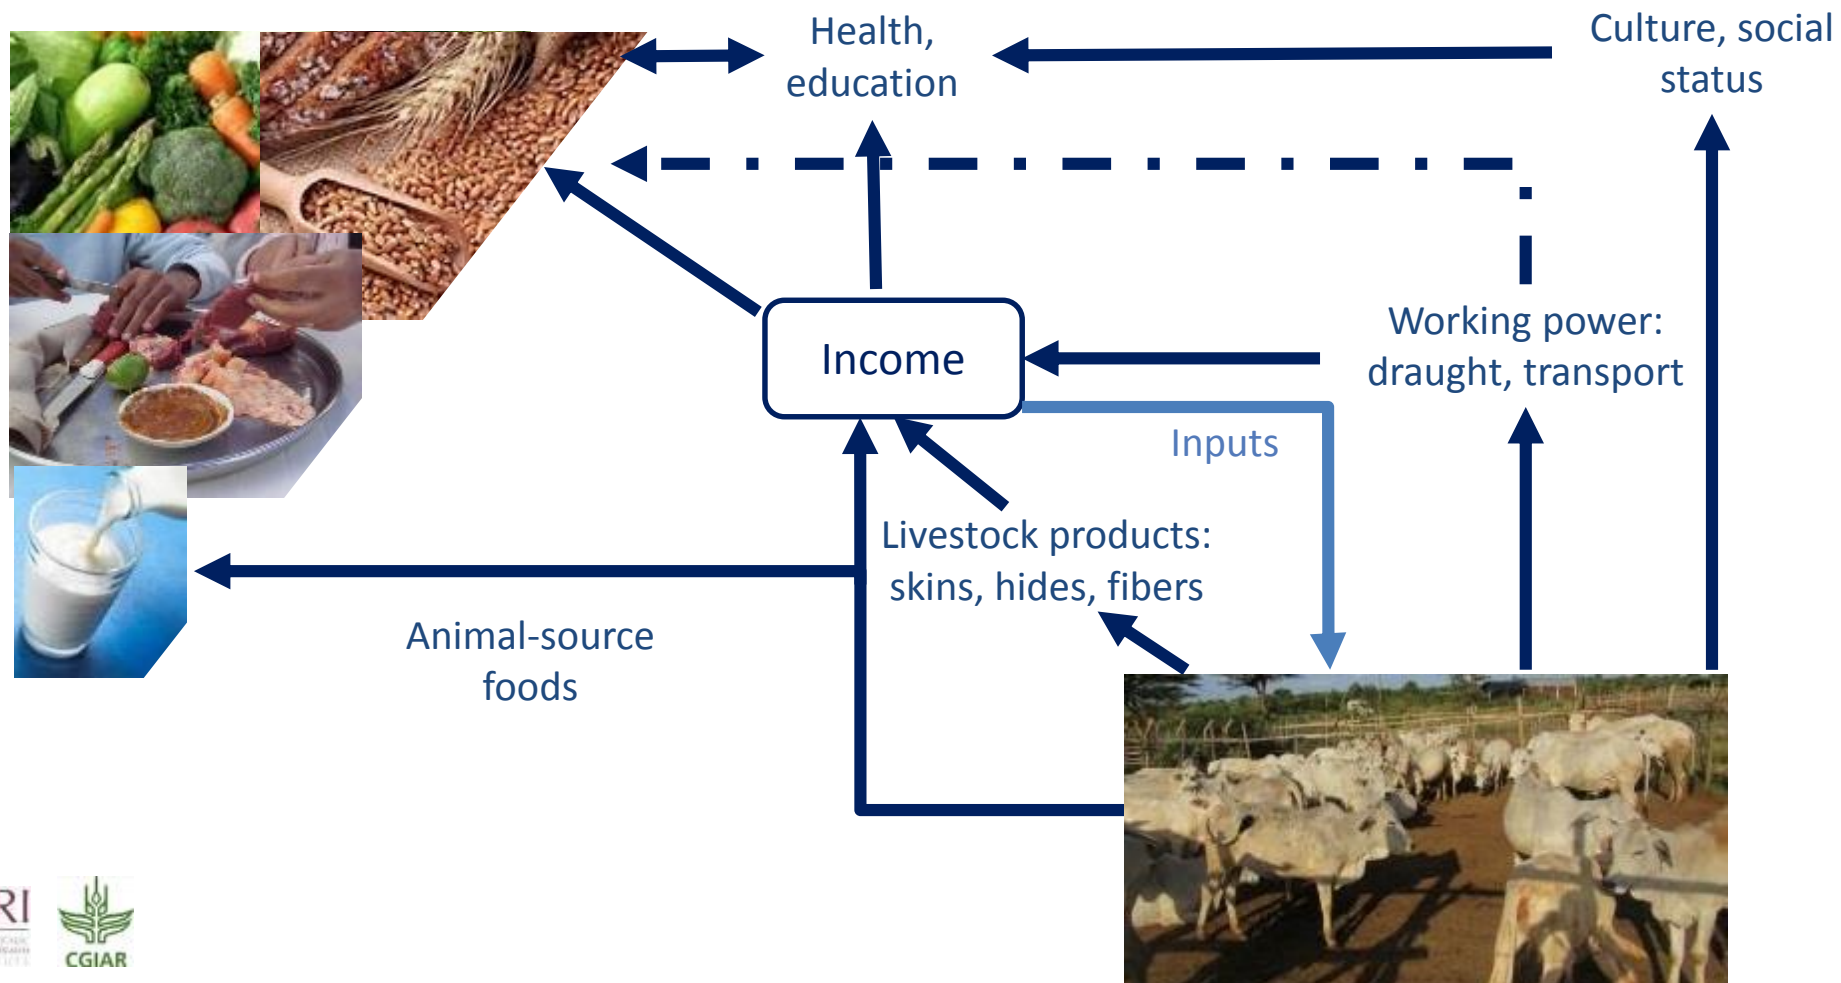 Health,
education
Culture, social
status
Working power:
draught, transport
Income
Inputs
Livestock products:
skins, hides, fibers
Animal-source
foods
RI
CGIAR